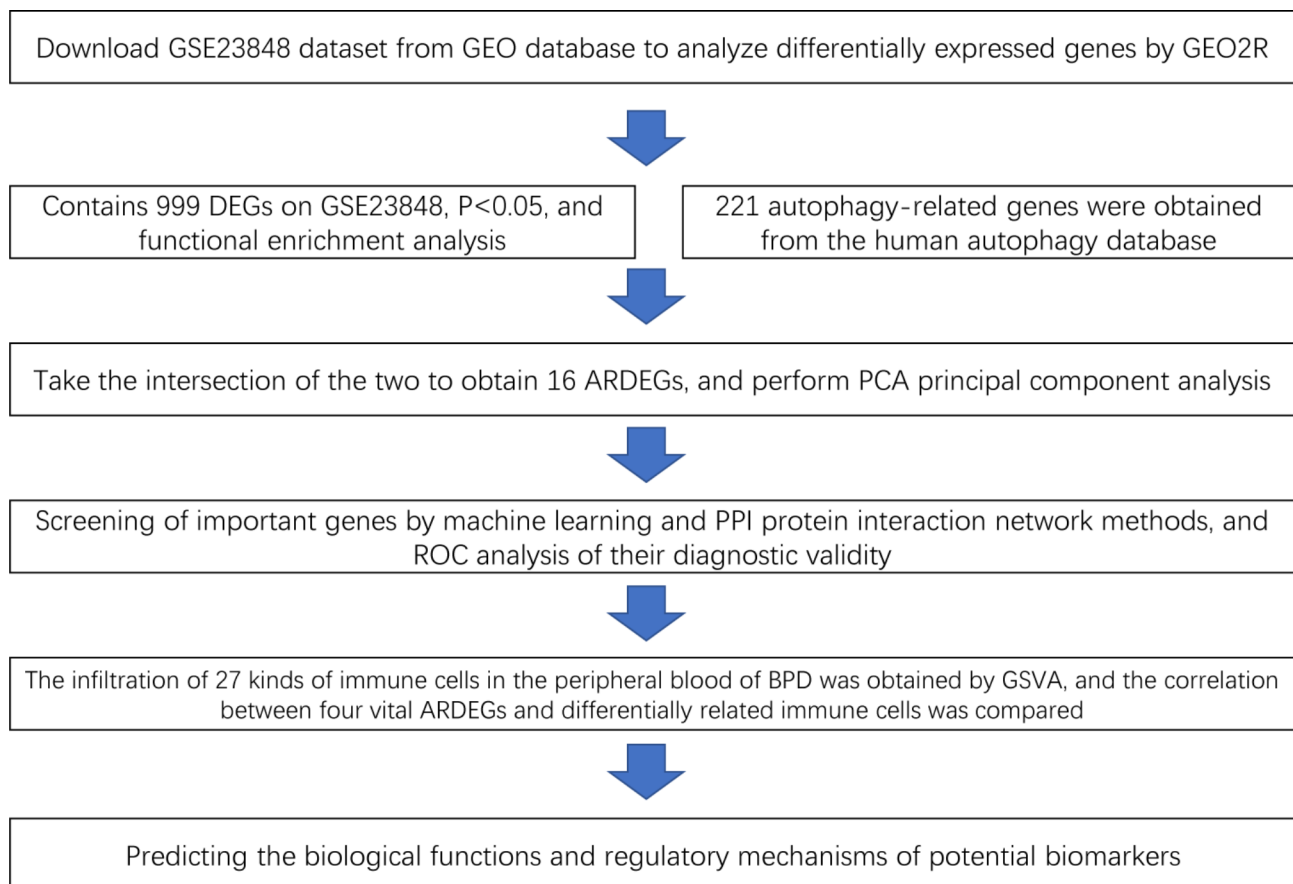 Download GSE23848 dataset from GEO database to analyze differentially expressed genes by GEO2R
Contains 999 DEGs on GSE23848, P<0.05, and
functional enrichment analysis
221 autophagy-related genes were obtained
from the human autophagy database
Take the intersection of the two to obtain 16 ARDEGs, and perform PCA principal component analysis
Screening of important genes by machine learning and PPI protein interaction network methods, and
ROC analysis of their diagnostic validity
The infiltration of 27 kinds of immune cells in the peripheral blood of BPD was obtained by GSVA, and the correlation
between four vital ARDEGs and differentially related immune cells was compared
Predicting the biological functions and regulatory mechanisms of potential biomarkers